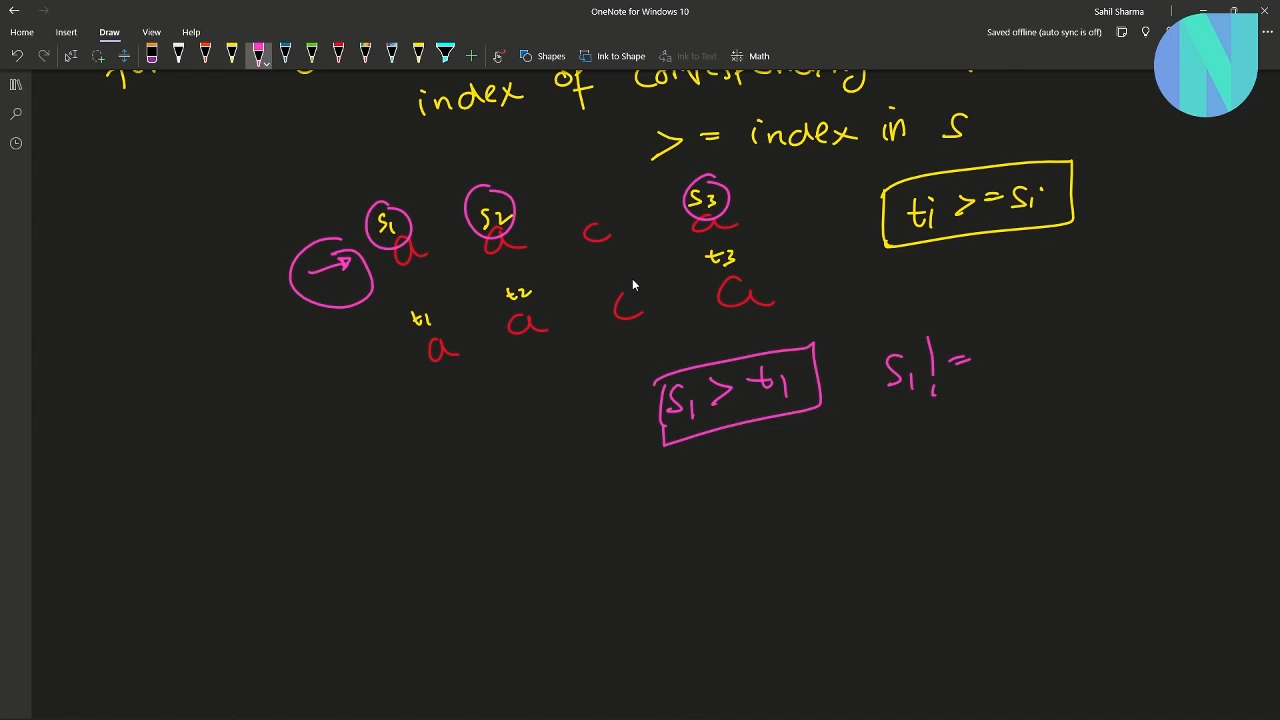 OneNote for Windows 10
Sahil Sharma
Home Insert Draw View Help
Saved offline (auto sync is off)
Shapes Ink to Shape Ink to Text Math
index of corresponding
>= index in S
S1 S2 S3
a a c a
ti >= Si
t1 t2 t3
a a c a
S1 > t1
S1 !=
N